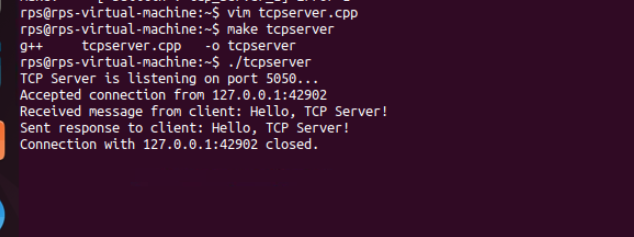 rps@rps-virtual-machine:~$ vim tcpserver.cpp
rps@rps-virtual-machine:~$ make tcpserver
g++     tcpserver.cpp   -o tcpserver
rps@rps-virtual-machine:~$ ./tcpserver
TCP Server is listening on port 5050...
Accepted connection from 127.0.0.1:42902
Received message from client: Hello, TCP Server!
Sent response to client: Hello, TCP Server!
Connection with 127.0.0.1:42902 closed.